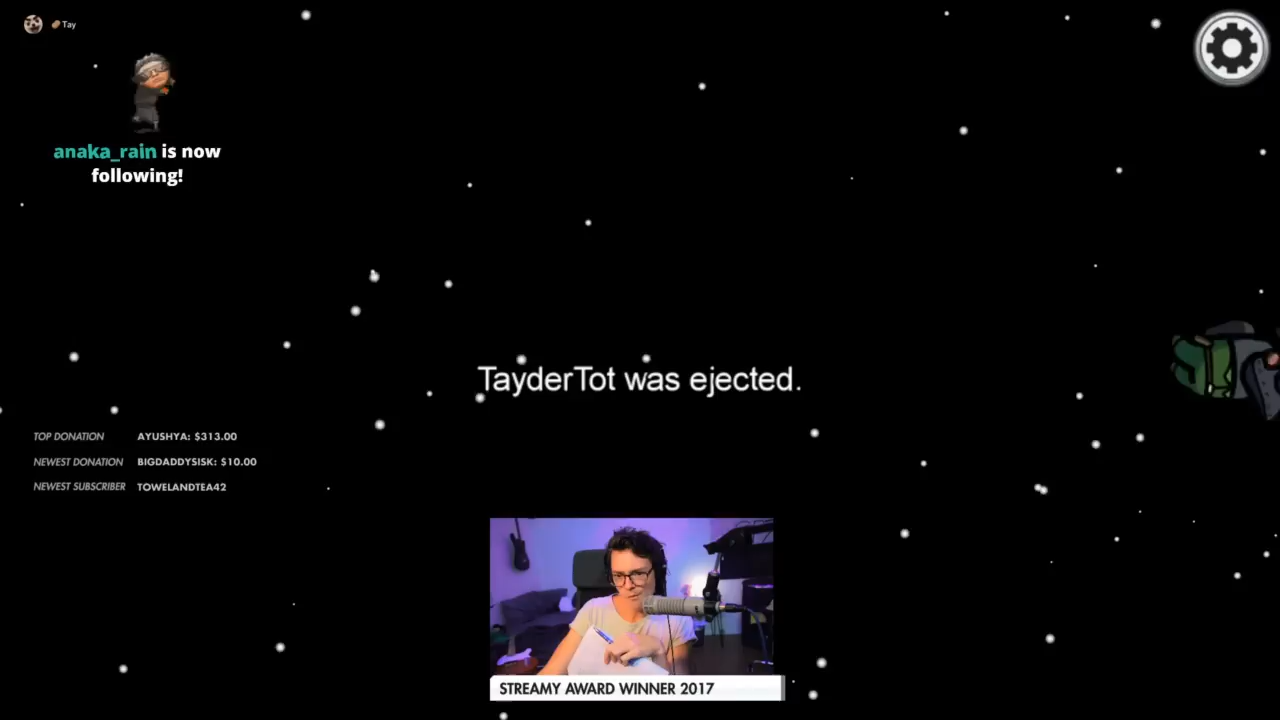 Tay
anaka_rain is now
following!
TayderTot was ejected.
TOP DONATION AYUSHYA: $313.00
NEWEST DONATION BIGDADDYSISK: $10.00
NEWEST SUBSCRIBER TOWELANDTEA42
STREAMY AWARD WINNER 2017